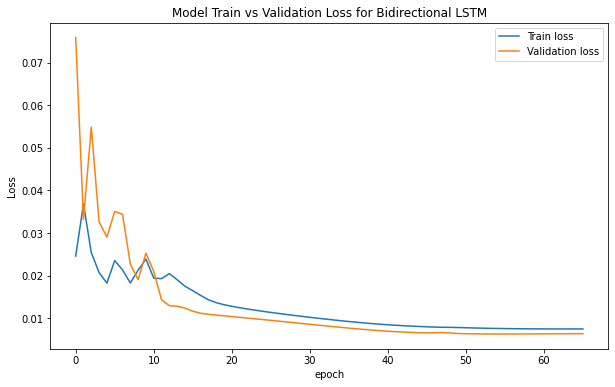 Model Train vs Validation Loss for Bidirectional LSTM
Train loss
Validation loss
Loss
0.07
0.06
0.05
0.04
0.03
0.02
0.01
0 10 20 30 40 50 60
epoch